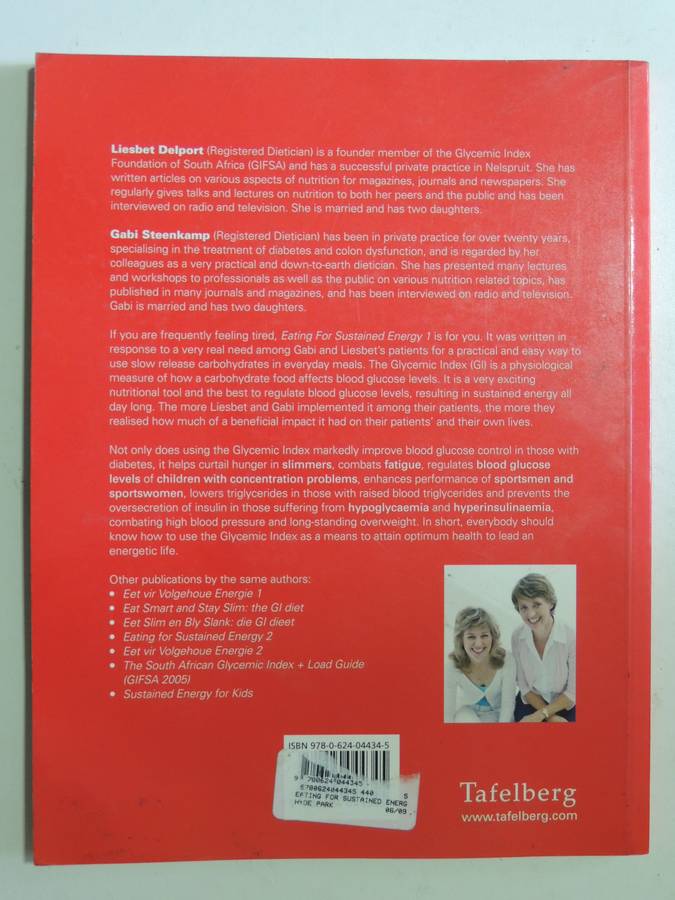 Liesbet Delport (Registered Dietician) is a founder member of the Glycemic Index
Foundation of South Africa (GIFSA) and has a successful private practice in Nelspruit. She has
written articles on various aspects of nutrition for magazines, journals and newspapers. She
regularly gives talks and lectures on nutrition to both her peers and the public and has been
interviewed on radio and television. She is married and has two daughters.
Gabi Steenkamp (Registered Dietician) has been in private practice for over twenty years,
specialising in the treatment of diabetes and colon dysfunction, and is regarded by her
colleagues as a very practical and down-to-earth dietician. She has presented many lectures
and workshops to professionals as well as the public on various nutrition related topics, has
published in many journals and magazines, and has been interviewed on radio and television.
Gabi is married and has two daughters.
If you are frequently feeling tired, Eating For Sustained Energy 1 is for you. It was written in
response to a very real need among Gabi and Liesbet's patients for a practical and easy way to
use slow release carbohydrates in everyday meals. The Glycemic Index (GI) is a physiological
measure of how a carbohydrate food affects blood glucose levels. It is a very exciting
nutritional tool and the best to regulate blood glucose levels, resulting in sustained energy all
day long. The more Liesbet and Gabi implemented it among their patients, the more they
realised how much of a beneficial impact it had on their patients' and their own lives.
Not only does using the Glycemic Index markedly improve blood glucose control in those with
diabetes, it helps curtail hunger in slimmers, combats fatigue, regulates blood glucose
levels of children with concentration problems, enhances performance of sportsmen and
sportswomen, lowers triglycerides in those with raised blood triglycerides and prevents the
oversecretion of insulin in those suffering from hypoglycaemia and hyperinsulinaemia,
combating high blood pressure and long-standing overweight. In short, everybody should
know how to use the Glycemic Index as a means to attain optimum health to lead an
energetic life.
Other publications by the same authors:
• Eet vir Volgehoue Energie 1
• Eat Smart and Stay Slim: the GI diet
• Eet Slim en Bly Slank: die GI dieet
• Eating for Sustained Energy 2
• Eet vir Volgehoue Energie 2
• The South African Glycemic Index + Load Guide
(GIFSA 2005)
• Sustained Energy for Kids
ISBN 978-0-624-04434-5
9 780624 044345
9780624044345 440 S
EATING FOR SUSTAINED ENERG
HYDE PARK 06/09
Tafelberg
www.tafelberg.com